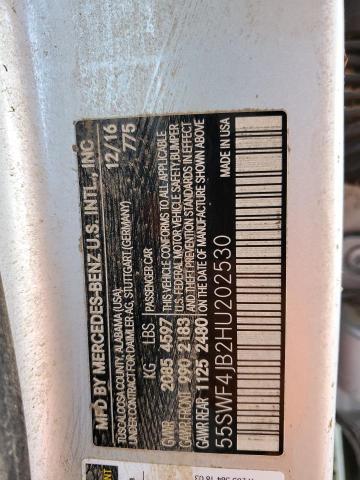 MFD BY MERCEDES-BENZ U.S. INTL., INC
TUSCALOOSA COUNTY, ALABAMA (USA)
UNDER CONTRACT FOR DAIMLER AG, STUTTGART (GERMANY)
12/16
775
KG LBS PASSENGER CAR
GVWR 2085 4597 THIS VEHICLE CONFORMS TO ALL APPLICABLE
GAWR FRONT 990 2183 U.S. FEDERAL MOTOR VEHICLE SAFETY, BUMPER
GAWR REAR 1125 2480 AND THEFT PREVENTION STANDARDS IN EFFECT
ON THE DATE OF MANUFACTURE SHOWN ABOVE
55SWF4JB2HU202530
MADE IN USA